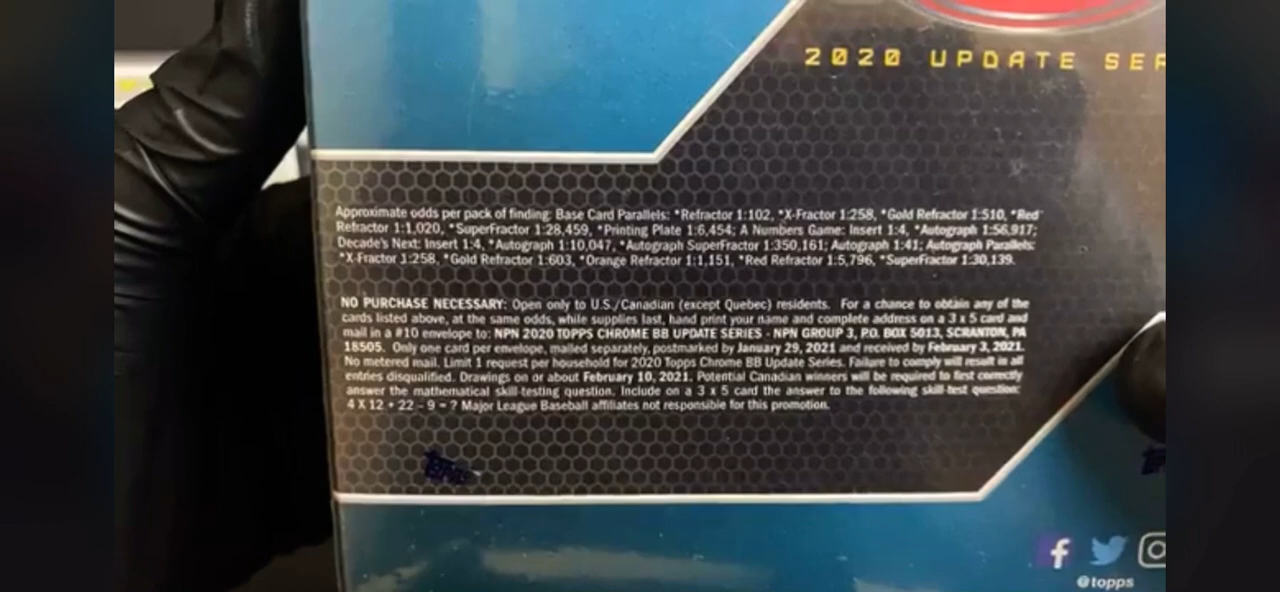 2020 UPDATE SER
Approximate odds per pack of finding: Base Card Parallels: *Refractor 1:102, *X-Fractor 1:258, *Gold Refractor 1:510, *Red
Refractor 1:1,020, *SuperFractor 1:28,459, *Printing Plate 1:6,454; A Numbers Game: Insert 1:4, *Autograph 1:56,917;
Decade's Next: Insert 1:4, *Autograph 1:10,047, *Autograph SuperFractor 1:350,161; Autograph 1:41; Autograph Parallels:
*X-Fractor 1:258, *Gold Refractor 1:603, *Orange Refractor 1:1,151, *Red Refractor 1:5,796, *SuperFractor 1:30,139.
NO PURCHASE NECESSARY: Open only to U.S./Canadian (except Quebec) residents. For a chance to obtain any of the
cards listed above, at the same odds, while supplies last, hand print your name and complete address on a 3 x 5 card and
mail in a #10 envelope to: NPN 2020 TOPPS CHROME BB UPDATE SERIES - NPN GROUP 3, P.O. BOX 5013, SCRANTON, PA
18505. Only one card per envelope, mailed separately, postmarked by January 29, 2021 and received by February 3, 2021.
No metered mail. Limit 1 request per household for 2020 Topps Chrome BB Update Series. Failure to comply will result in all
entries disqualified. Drawings on or about February 10, 2021. Potential Canadian winners will be required to first correctly
answer the mathematical skill-testing question. Include on a 3 x 5 card the answer to the following skill-test question:
4 X 12 + 22 - 9 = ? Major League Baseball affiliates not responsible for this promotion.
@topps